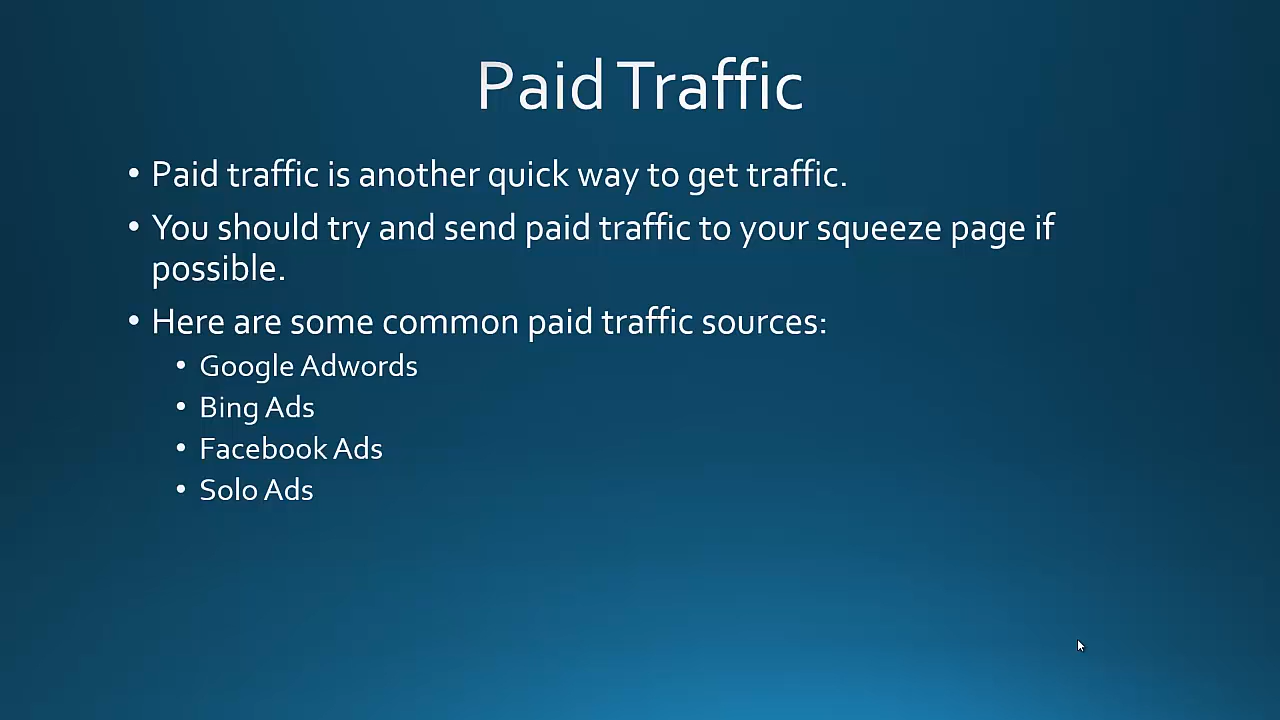 Paid Traffic
• Paid traffic is another quick way to get traffic.
• You should try and send paid traffic to your squeeze page if
possible.
• Here are some common paid traffic sources:
• Google Adwords
• Bing Ads
• Facebook Ads
• Solo Ads